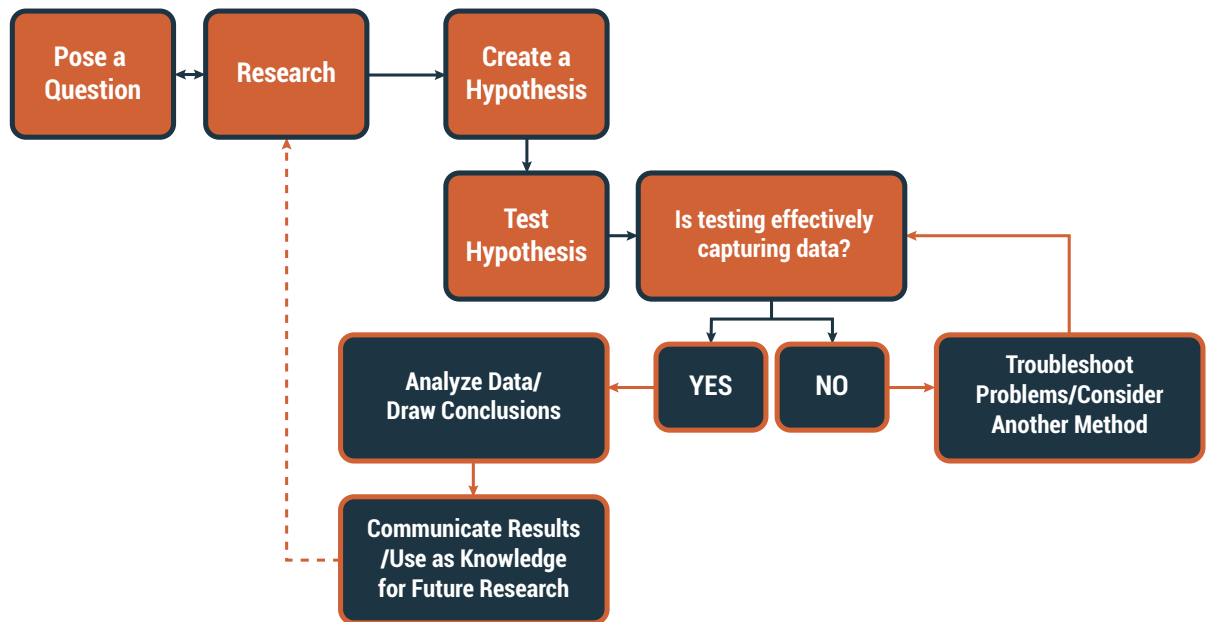 Pose a
Question
Research
Create a
Hypothesis
Test
Hypothesis
Is testing effectively
capturing data?
YES
NO
Analyze Data/
Draw Conclusions
Troubleshoot
Problems/Consider
Another Method
Communicate Results
/Use as Knowledge
for Future Research